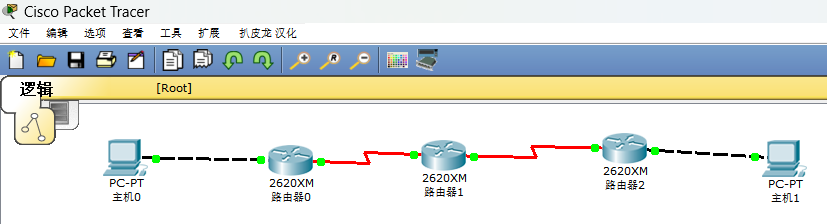 Cisco Packet Tracer
文件 编辑 选项 查看 工具 扩展 扒皮龙 汉化
逻辑 [Root]
PC-PT
主机0
2620XM
路由器0
2620XM
路由器1
2620XM
路由器2
PC-PT
主机1